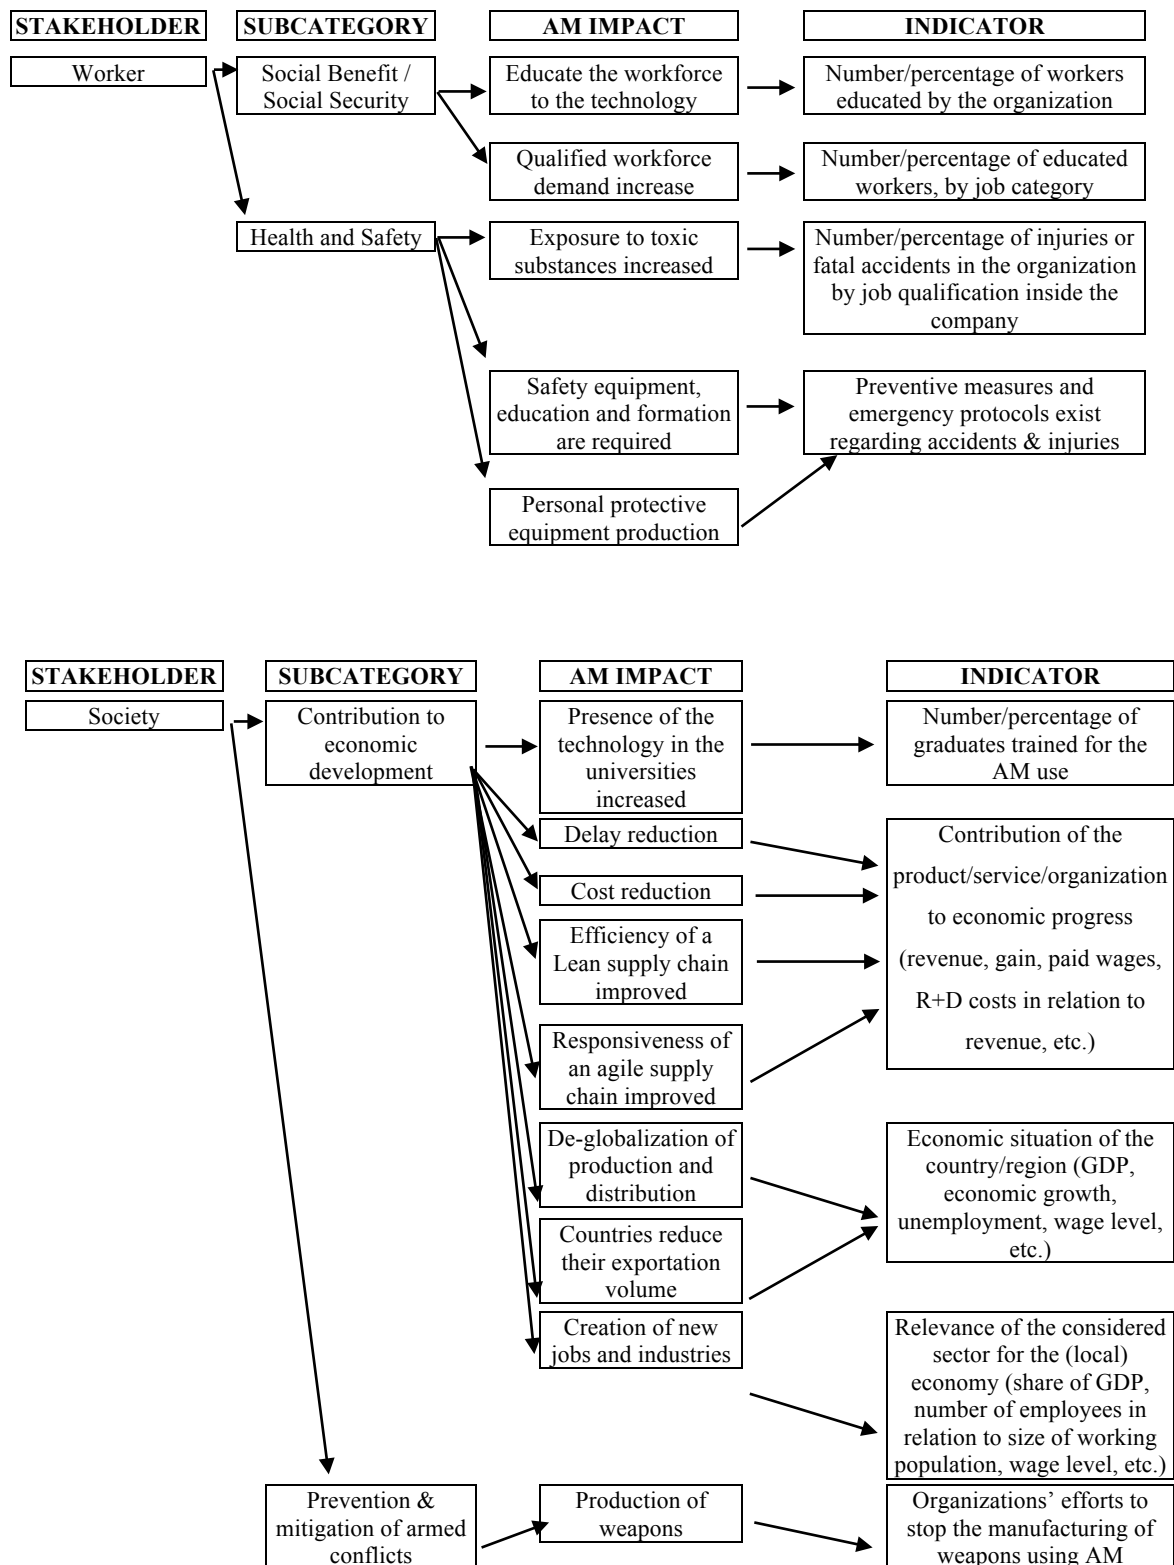 STAKEHOLDER
SUBCATEGORY
AM IMPACT
INDICATOR
Worker
Social Benefit /
Social Security
Educate the workforce
to the technology
Number/percentage of workers
educated by the organization
Qualified workforce
demand increase
Number/percentage of educated
workers, by job category
Health and Safety
Exposure to toxic
substances increased
Number/percentage of injuries or
fatal accidents in the organization
by job qualification inside the
company
Safety equipment,
education and formation
are required
Preventive measures and
emergency protocols exist
regarding accidents & injuries
Personal protective
equipment production
STAKEHOLDER
SUBCATEGORY
AM IMPACT
INDICATOR
Society
Contribution to
economic
development
Presence of the
technology in the
universities
increased
Number/percentage of
graduates trained for the
AM use
Delay reduction
Cost reduction
Efficiency of a
Lean supply chain
improved
Responsiveness of
an agile supply
chain improved
Contribution of the
product/service/organization
to economic progress
(revenue, gain, paid wages,
R+D costs in relation to
revenue, etc.)
De-globalization of
production and
distribution
Countries reduce
their exportation
volume
Economic situation of the
country/region (GDP,
economic growth,
unemployment, wage level,
etc.)
Creation of new
jobs and industries
Relevance of the considered
sector for the (local)
economy (share of GDP,
number of employees in
relation to size of working
population, wage level, etc.)
Prevention &
mitigation of armed
conflicts
Production of
weapons
Organizations’ efforts to
stop the manufacturing of
weapons using AM